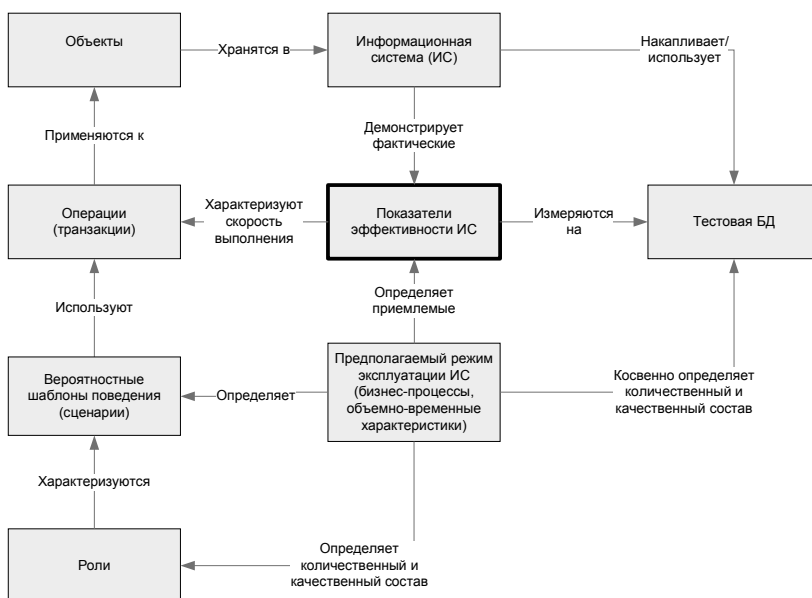 Объекты
Хранятся в
Информационная
система (ИС)
Накапливает/
использует
Применяются к
Демонстрирует
фактические
Операции
(транзакции)
Характеризуют
скорость
выполнения
Показатели
эффективности ИС
Измеряются
на
Тестовая БД
Используют
Определяет
приемлемые
Вероятностные
шаблоны поведения
(сценарии)
Определяет
Предполагаемый режим
эксплуатации ИС
(бизнес-процессы,
объемно-временные
характеристики)
Косвенно определяет
количественный и
качественный состав
Характеризуются
Роли
Определяет
количественный и
качественный состав